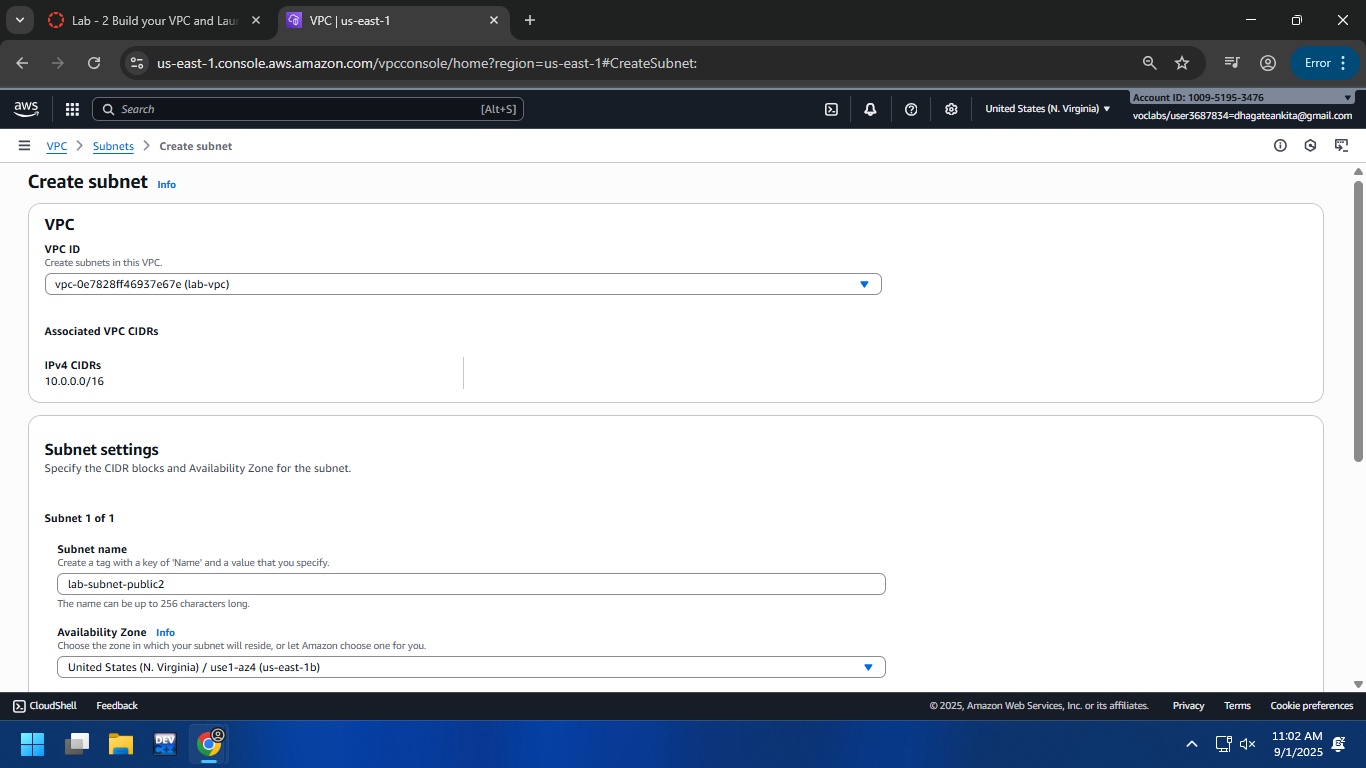 Lab - 2 Build your VPC and Laun
VPC | us-east-1
us-east-1.console.aws.amazon.com/vpcconsole/home?region=us-east-1#CreateSubnet:
Error
aws
Search
[Alt+S]
United States (N. Virginia)
Account ID: 1009-5195-3476
voclabs/user3687834=dhagateankita@gmail.com
VPC
Subnets
Create subnet
Create subnet Info
VPC
VPC ID
Create subnets in this VPC.
vpc-0e7828ff46937e67e (lab-vpc)
Associated VPC CIDRs
IPv4 CIDRs
10.0.0.0/16
Subnet settings
Specify the CIDR blocks and Availability Zone for the subnet.
Subnet 1 of 1
Subnet name
Create a tag with a key of 'Name' and a value that you specify.
lab-subnet-public2
The name can be up to 256 characters long.
Availability Zone Info
Choose the zone in which your subnet will reside, or let Amazon choose one for you.
United States (N. Virginia) / use1-az4 (us-east-1b)
CloudShell
Feedback
© 2025, Amazon Web Services, Inc. or its affiliates.
Privacy
Terms
Cookie preferences
DEV
C++
11:02 AM
9/1/2025